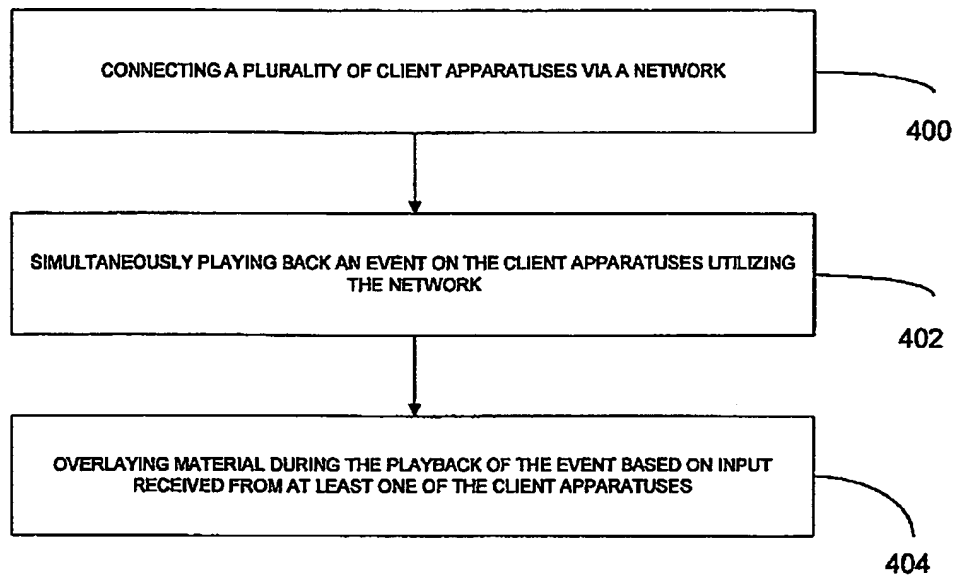 CONNECTING A PLURALITY OF CLIENT APPARATUSES VIA A NETWORK
400
SIMULTANEOUSLY PLAYING BACK AN EVENT ON THE CLIENT APPARATUSES UTILIZING
THE NETWORK
402
OVERLAYING MATERIAL DURING THE PLAYBACK OF THE EVENT BASED ON INPUT
RECEIVED FROM AT LEAST ONE OF THE CLIENT APPARATUSES
404